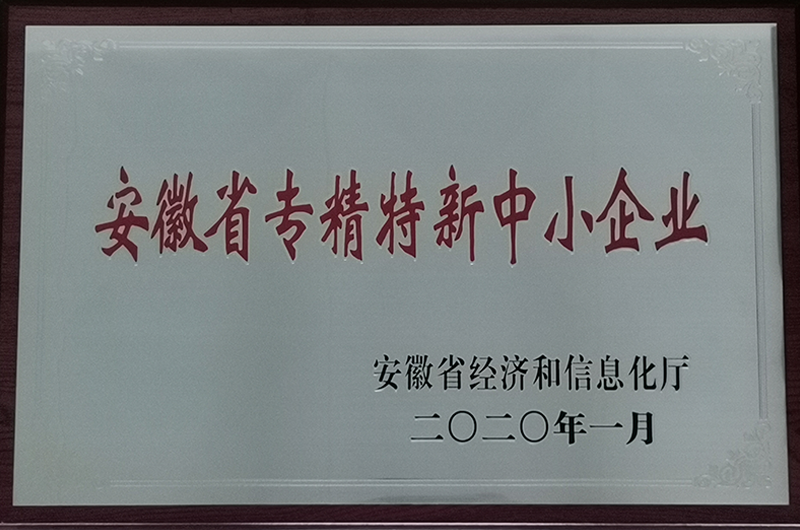 安徽省专精特新中小企业
安徽省经济和信息化厅
二〇二〇年一月